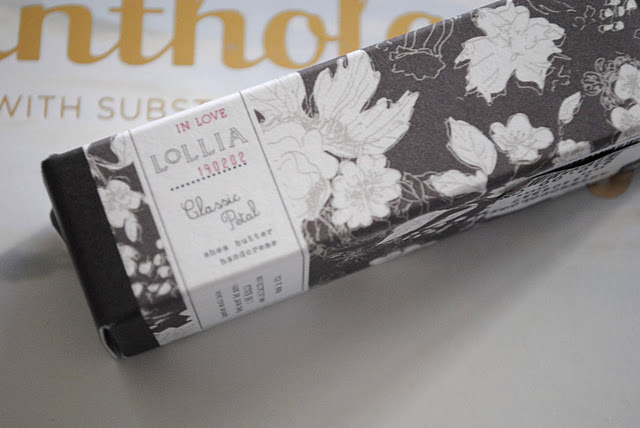 nthol
WITH SUBST
IN LOVE
LOLLIA
190202
Classic
Petal
shea butter
handcreme